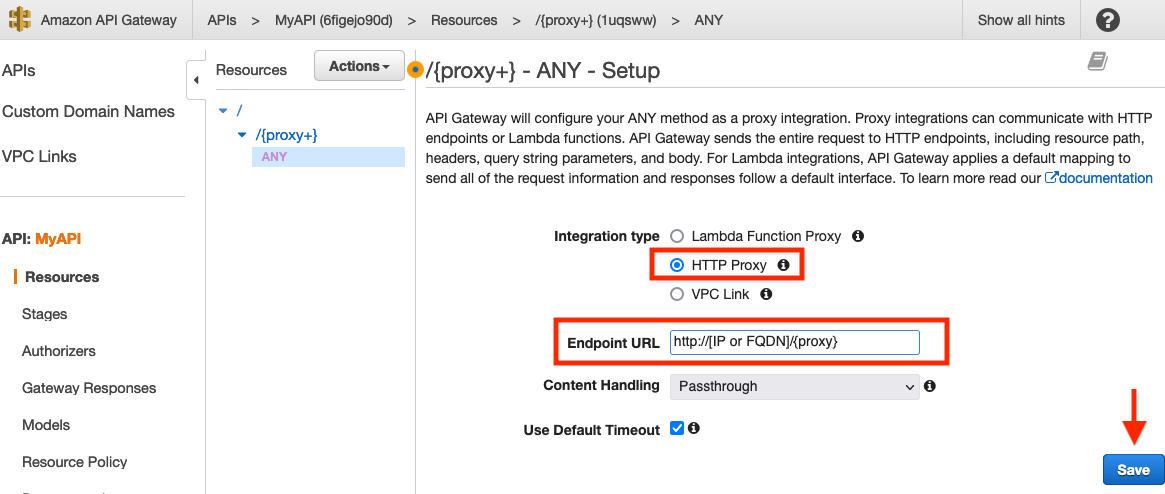 Amazon API Gateway
APIs > MyAPI (6figejo90d) > Resources > /{proxy+} (1uqsww) > ANY
Show all hints
?
APIs
Custom Domain Names
VPC Links
API: MyAPI
Resources
Stages
Authorizers
Gateway Responses
Models
Resource Policy
Resources
Actions
/
/{proxy+}
ANY
/{proxy+} - ANY - Setup
API Gateway will configure your ANY method as a proxy integration. Proxy integrations can communicate with HTTP
endpoints or Lambda functions. API Gateway sends the entire request to HTTP endpoints, including resource path,
headers, query string parameters, and body. For Lambda integrations, API Gateway applies a default mapping to
send all of the request information and responses follow a default interface. To learn more read our documentation
Integration type
Lambda Function Proxy
HTTP Proxy
VPC Link
Endpoint URL http://[IP or FQDN]/{proxy}
Content Handling Passthrough
Use Default Timeout
Save